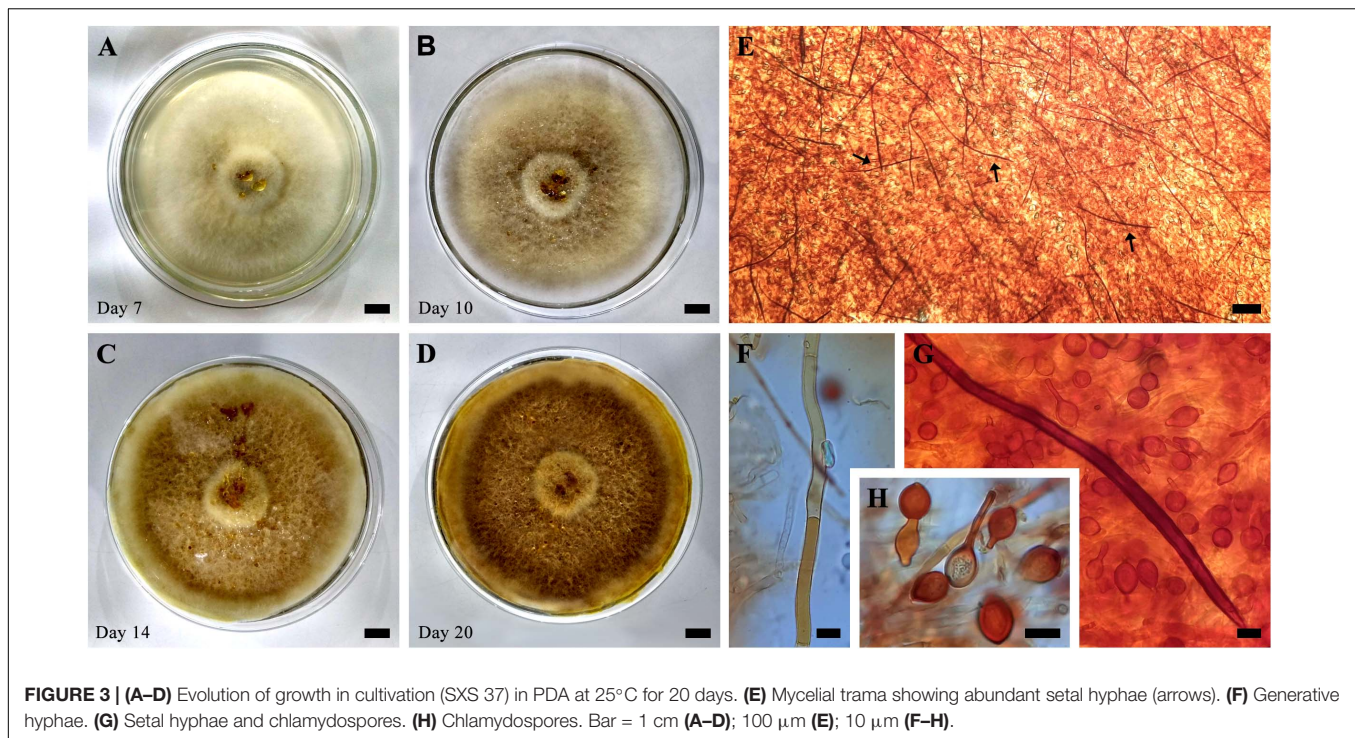 A
B
E
Day 7
Day 10
C
D
F
G
H
Day 14
Day 20
FIGURE 3 | (A–D) Evolution of growth in cultivation (SXS 37) in PDA at 25°C for 20 days. (E) Mycelial trama showing abundant setal hyphae (arrows). (F) Generative
hyphae. (G) Setal hyphae and chlamydospores. (H) Chlamydospores. Bar = 1 cm (A–D); 100 μm (E); 10 μm (F–H).